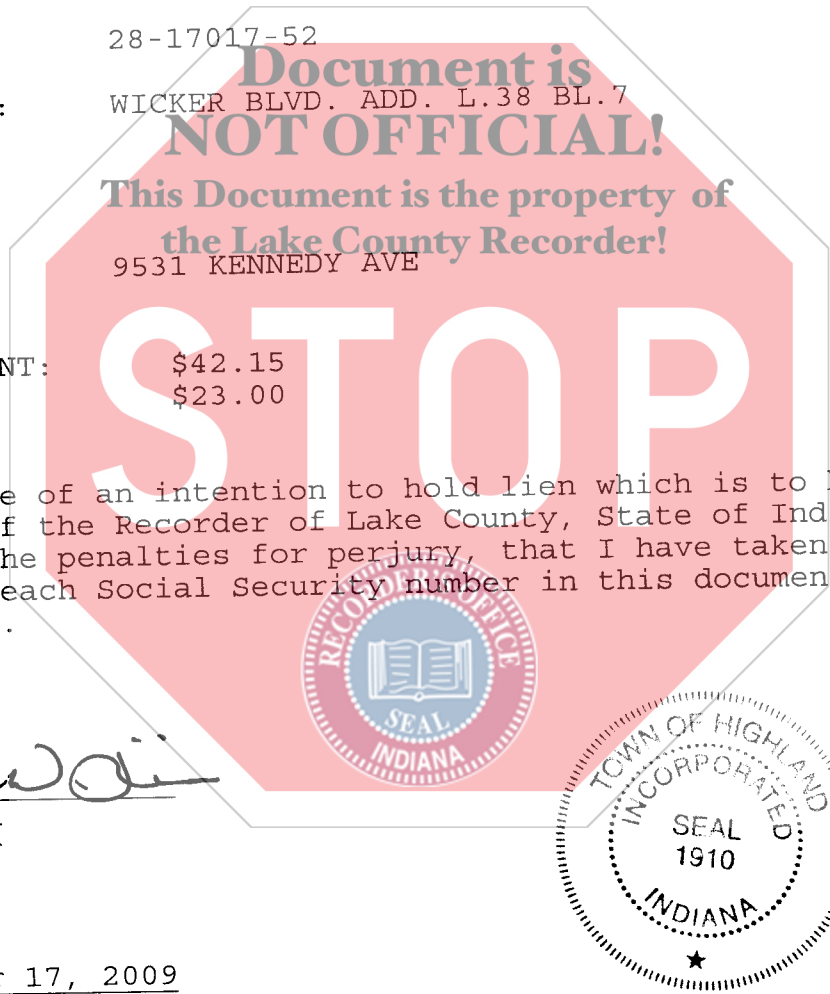 28-17017-52
Document is
: WICKER BLVD. ADD. L.38 BL.7
NOT OFFICIAL!
This Document is the property of
the Lake County Recorder!
9531 KENNEDY AVE
STOP
NT: $42.15
$23.00
e of an intention to hold lien which is to
f the Recorder of Lake County, State of Ind
he penalties for perjury, that I have taken
each Social Security number in this documen
.
RECORDER'S OFFICE
SEAL
INDIANA
TOWN OF HIGHLAND
INCORPORATED
SEAL
1910
INDIANA
17, 2009